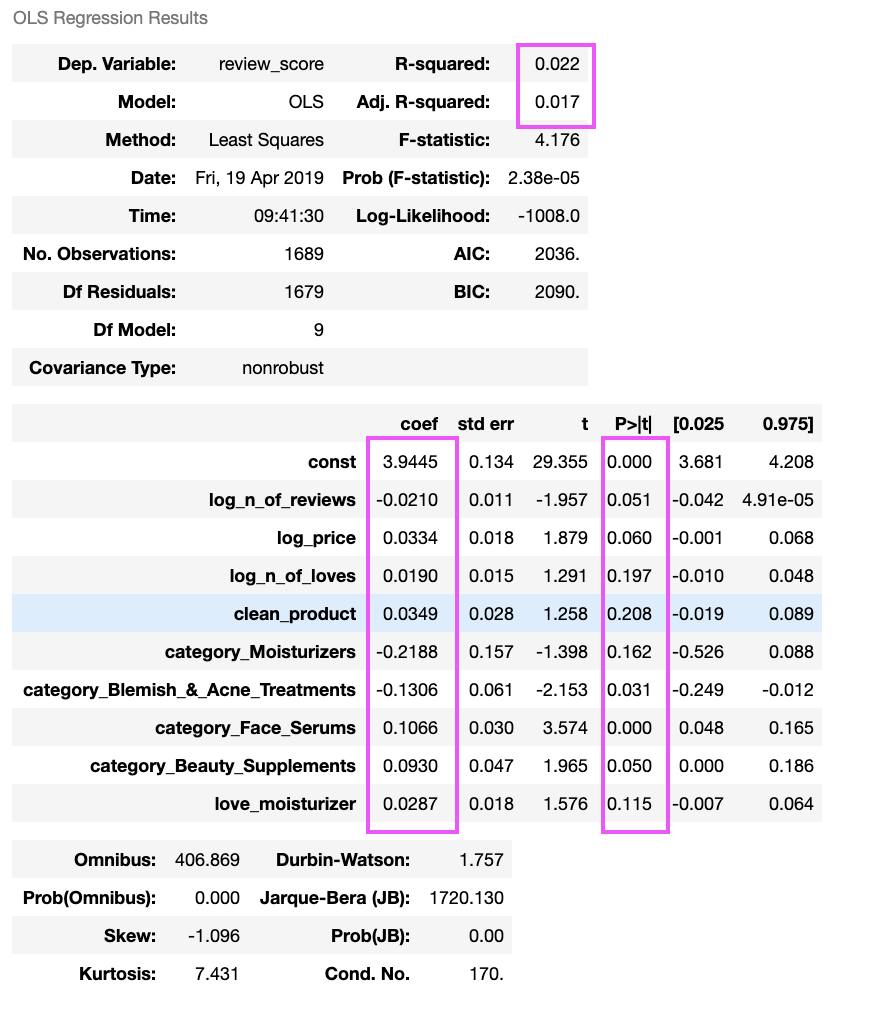 OLS Regression Results
Dep. Variable: review_score R-squared: 0.022
Model: OLS Adj. R-squared: 0.017
Method: Least Squares F-statistic: 4.176
Date: Fri, 19 Apr 2019 Prob (F-statistic): 2.38e-05
Time: 09:41:30 Log-Likelihood: -1008.0
No. Observations: 1689 AIC: 2036.
Df Residuals: 1679 BIC: 2090.
Df Model: 9
Covariance Type: nonrobust
coef std err t P>|t| [0.025 0.975]
const 3.9445 0.134 29.355 0.000 3.681 4.208
log_n_of_reviews -0.0210 0.011 -1.957 0.051 -0.042 4.91e-05
log_price 0.0334 0.018 1.879 0.060 -0.001 0.068
log_n_of_loves 0.0190 0.015 1.291 0.197 -0.010 0.048
clean_product 0.0349 0.028 1.258 0.208 -0.019 0.089
category_Moisturizers -0.2188 0.157 -1.398 0.162 -0.526 0.088
category_Blemish_&_Acne_Treatments -0.1306 0.061 -2.153 0.031 -0.249 -0.012
category_Face_Serums 0.1066 0.030 3.574 0.000 0.048 0.165
category_Beauty_Supplements 0.0930 0.047 1.965 0.050 0.000 0.186
love_moisturizer 0.0287 0.018 1.576 0.115 -0.007 0.064
Omnibus: 406.869 Durbin-Watson: 1.757
Prob(Omnibus): 0.000 Jarque-Bera (JB): 1720.130
Skew: -1.096 Prob(JB): 0.00
Kurtosis: 7.431 Cond. No. 170.